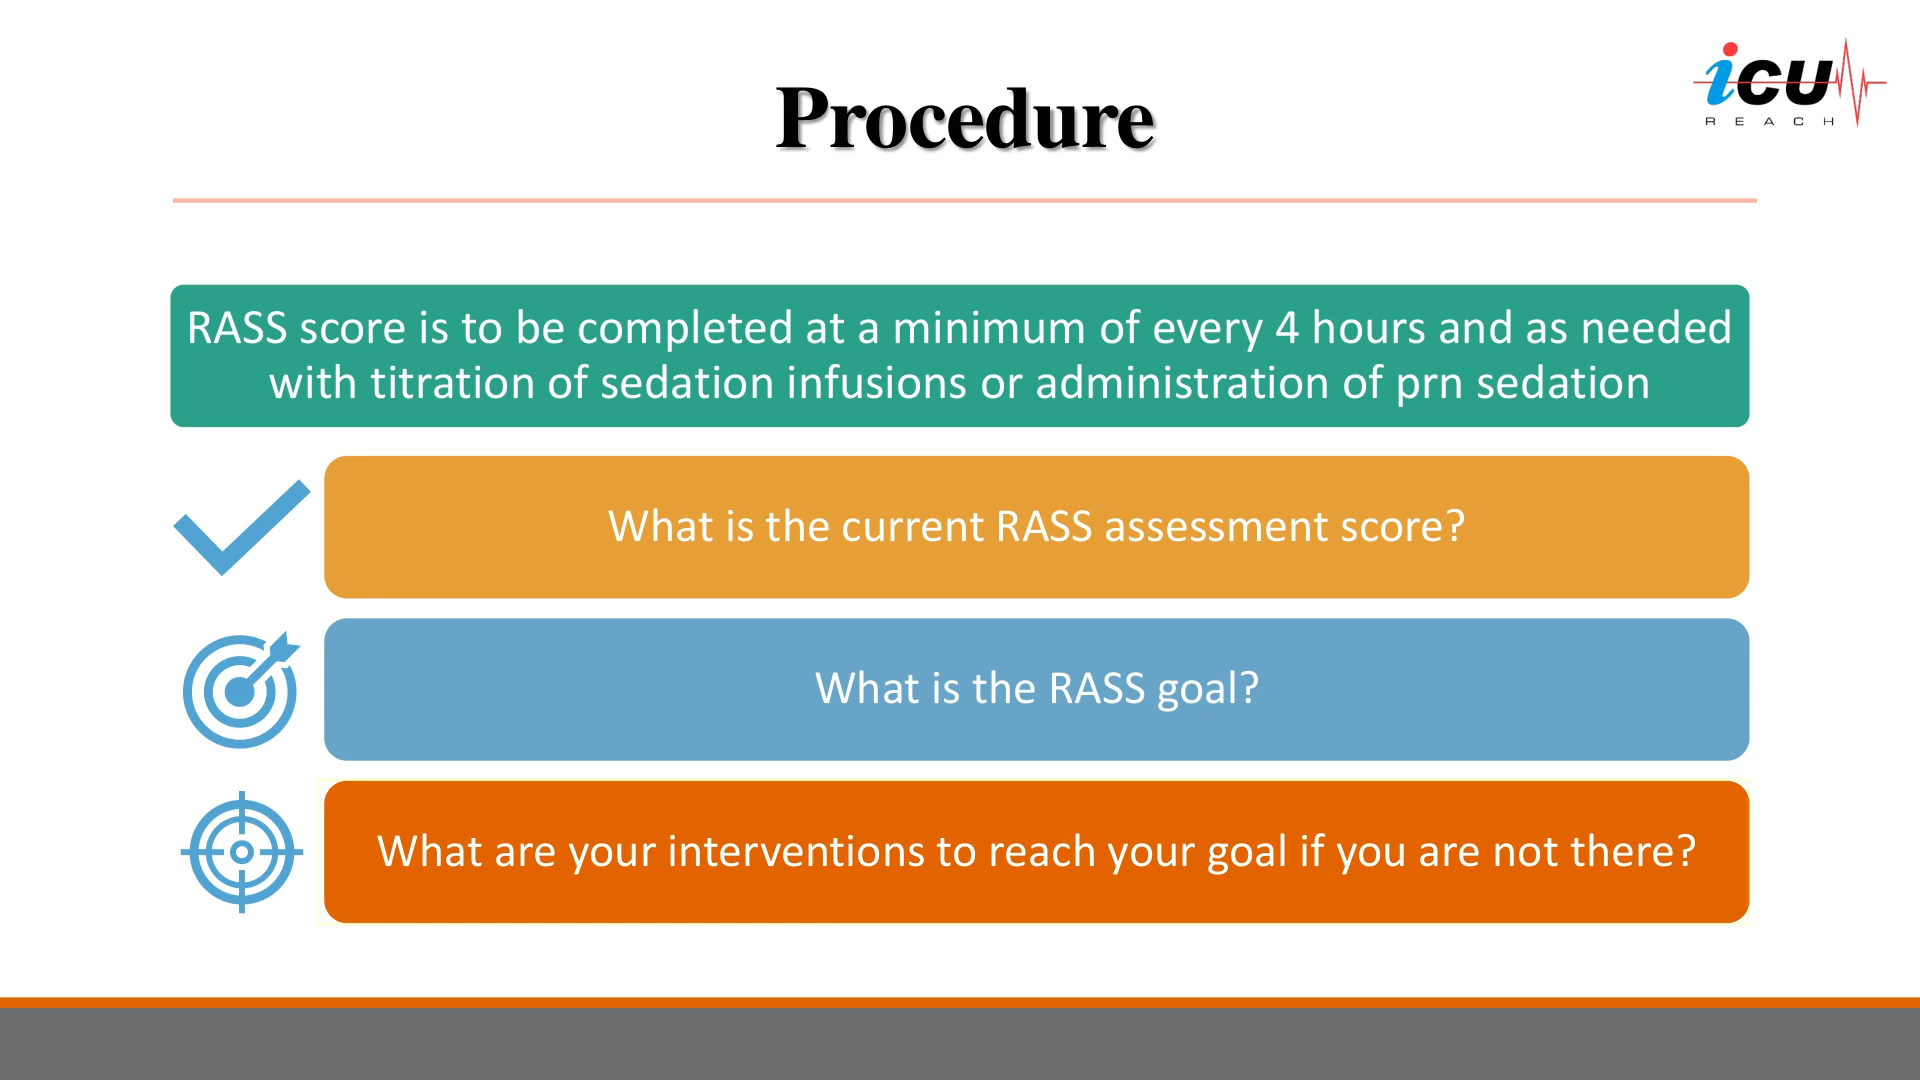 icu
REACH
Procedure
RASS score is to be completed at a minimum of every 4 hours and as needed
with titration of sedation infusions or administration of prn sedation
What is the current RASS assessment score?
What is the RASS goal?
What are your interventions to reach your goal if you are not there?